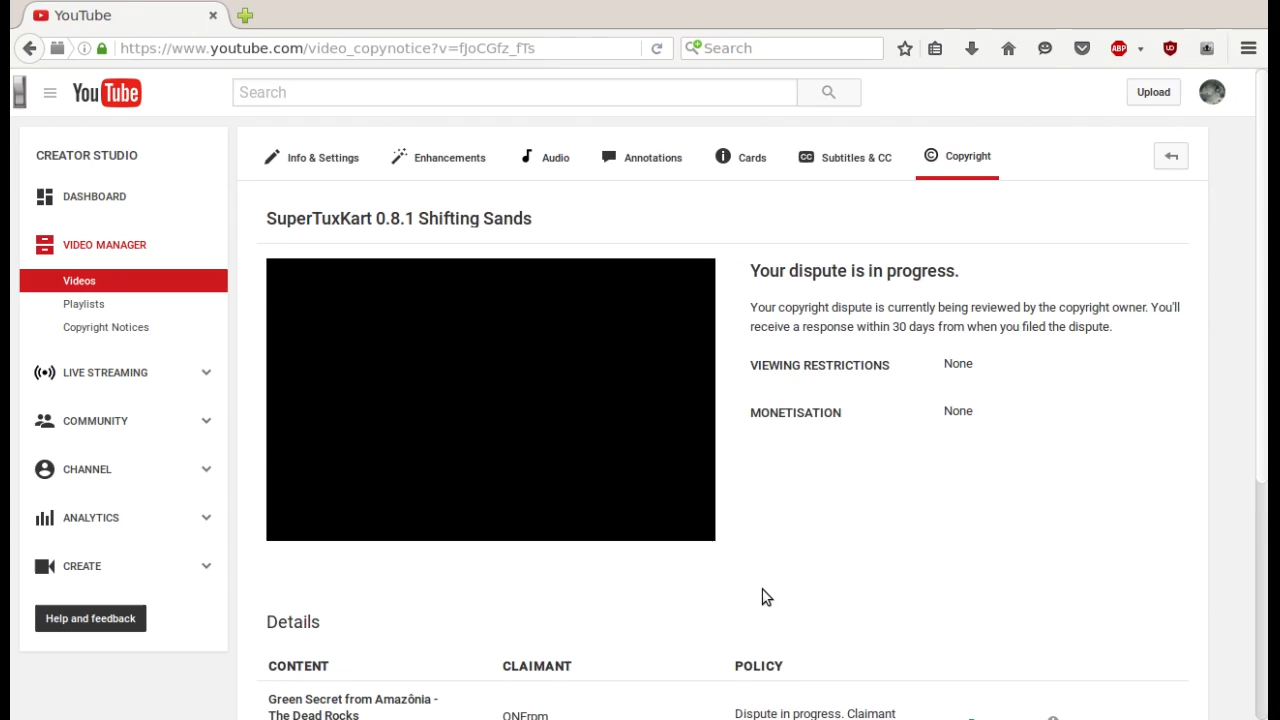 YouTube
https://www.youtube.com/video_copynotice?v=fJoCGfz_fTs
Search
ABP
YouTube
Search
Upload
CREATOR STUDIO
DASHBOARD
VIDEO MANAGER
Videos
Playlists
Copyright Notices
LIVE STREAMING
COMMUNITY
CHANNEL
ANALYTICS
CREATE
Help and feedback
Info & Settings
Enhancements
Audio
Annotations
Cards
CC Subtitles & CC
© Copyright
SuperTuxKart 0.8.1 Shifting Sands
Your dispute is in progress.
Your copyright dispute is currently being reviewed by the copyright owner. You'll
receive a response within 30 days from when you filed the dispute.
VIEWING RESTRICTIONS None
MONETISATION None
Details
CONTENT CLAIMANT POLICY
Green Secret from Amazônia -
The Dead Rocks
ONErpm
Dispute in progress. Claimant